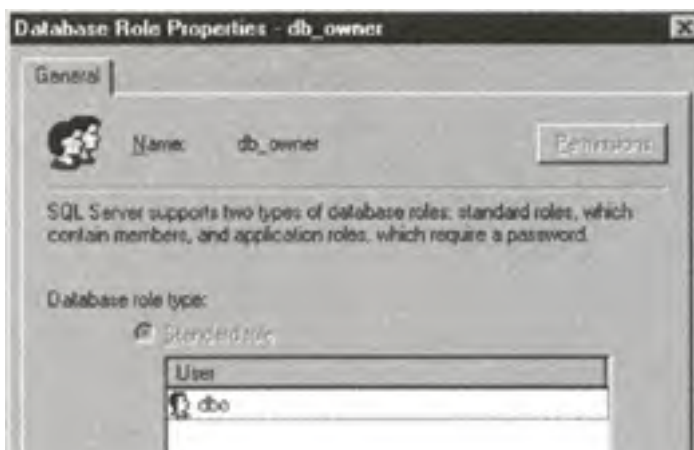 Database Role Properties - db_owner
General
Name: db_owner
Permissions
SQL Server supports two types of database roles: standard roles, which
contain members, and application roles, which require a password.
Database role type:
Standard role
User
dbo